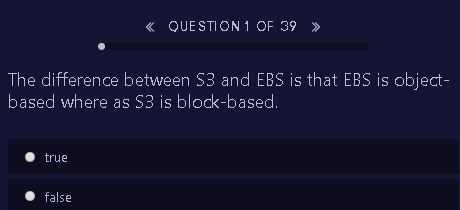 « QUESTION 1 OF 39 »
The difference between S3 and EBS is that EBS is object-
based where as S3 is block-based.
true
false